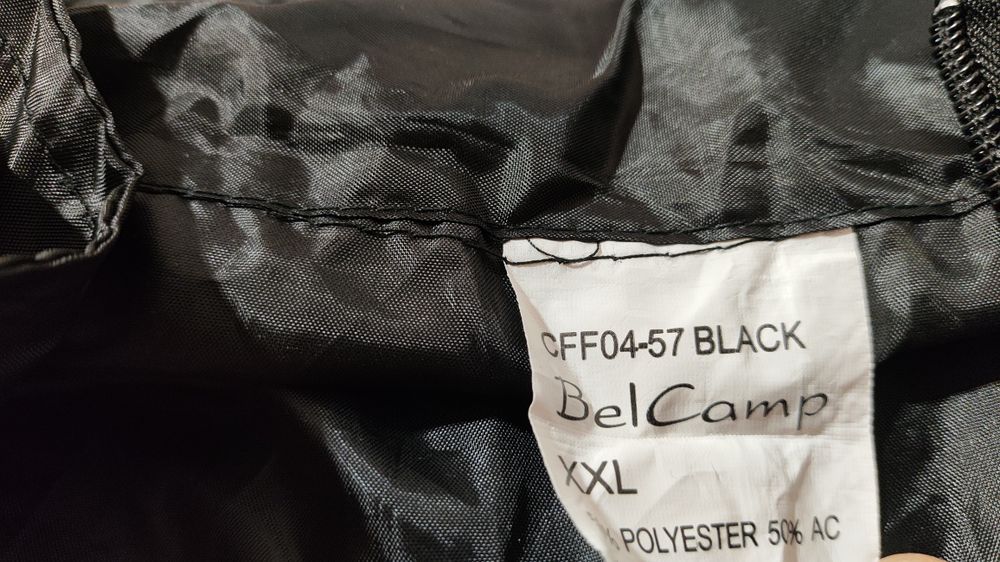 CFF04-57 BLACK
BelCamp
XXL
% POLYESTER 50% AC